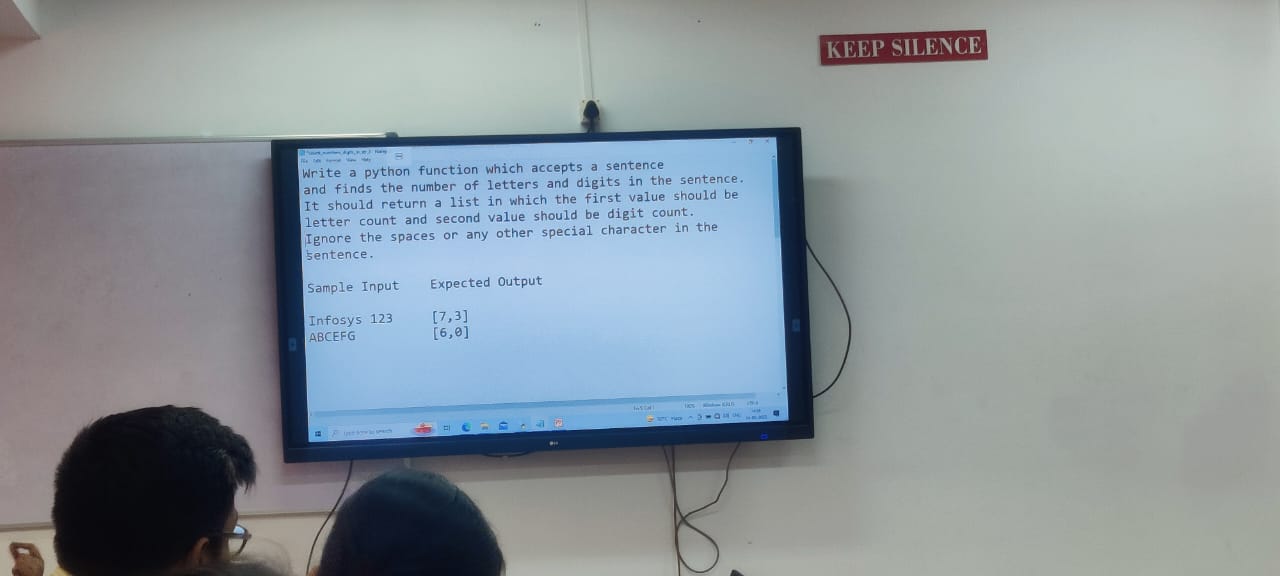 KEEP SILENCE
File Edit Format View Help
Write a python function which accepts a sentence
and finds the number of letters and digits in the sentence.
It should return a list in which the first value should be
letter count and second value should be digit count.
Ignore the spaces or any other special character in the
sentence.
Sample Input Expected Output
Infosys 123 [7,3]
ABCEFG [6,0]
Type here to search
LG